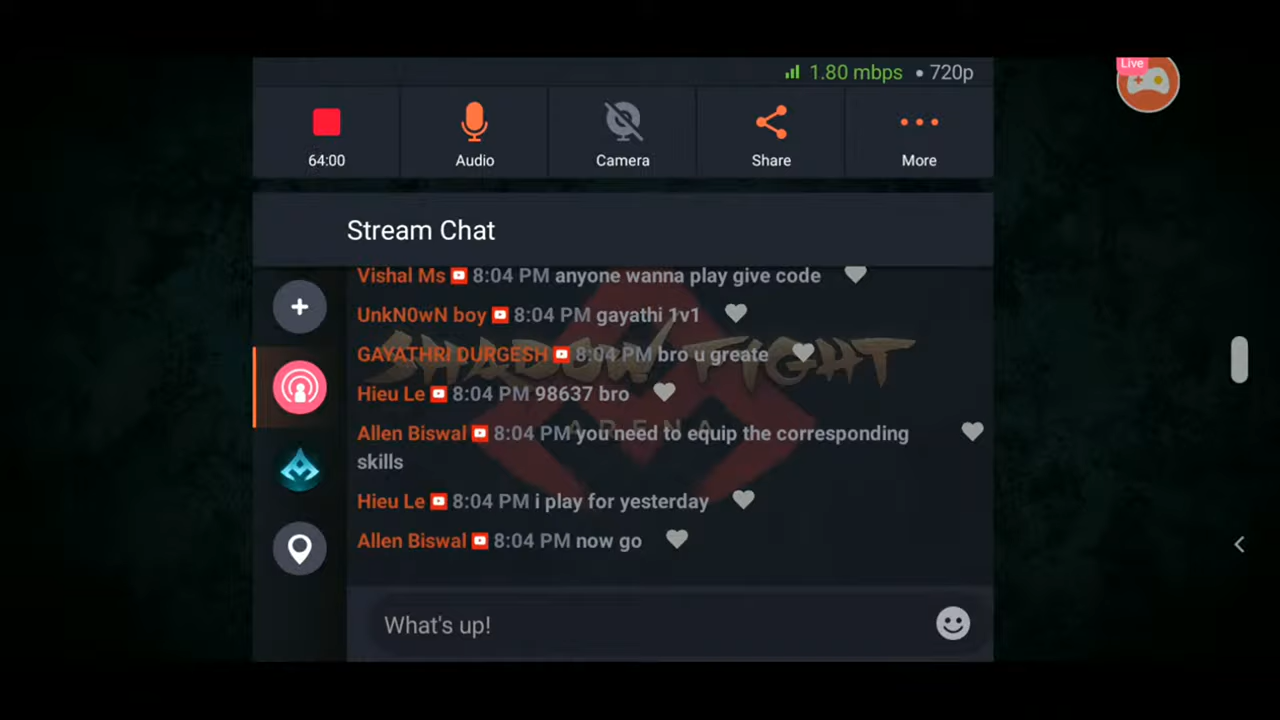 Live
1.80 mbps • 720p
64:00
Audio
Camera
Share
More
Stream Chat
Vishal Ms 8:04 PM anyone wanna play give code
UnkN0wN boy 8:04 PM gayathi 1v1
GAYATHRI DURGESH 8:04 PM bro u greate
SHADOW FIGHT
Hieu Le 8:04 PM 98637 bro
ARENA
Allen Biswal 8:04 PM you need to equip the corresponding
skills
Hieu Le 8:04 PM i play for yesterday
Allen Biswal 8:04 PM now go
What's up!